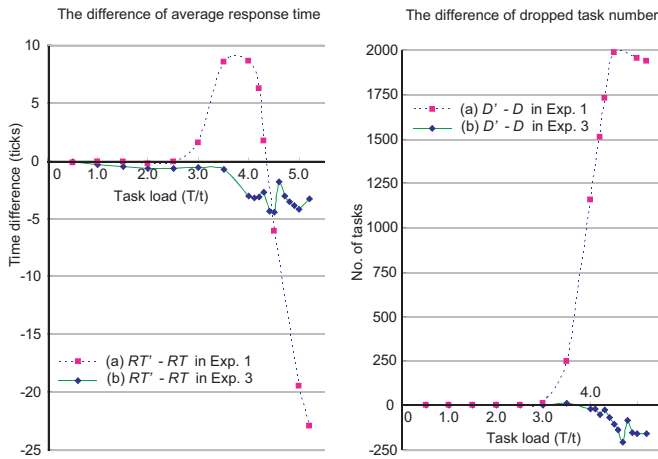 The difference of average response time
10
5
0
-5
-10
-15
-20
-25
Time difference (ticks)
1.0
2.0
3.0
4.0
5.0
Task load (T/t)
(a) RT' - RT in Exp. 1
(b) RT' - RT in Exp. 3
The difference of dropped task number
2000
1750
1500
1250
1000
750
500
250
0
250
No. of tasks
(a) D' - D in Exp. 1
(b) D' - D in Exp. 3
4.0
0
1.0
2.0
3.0
5.0
Task load (T/t)